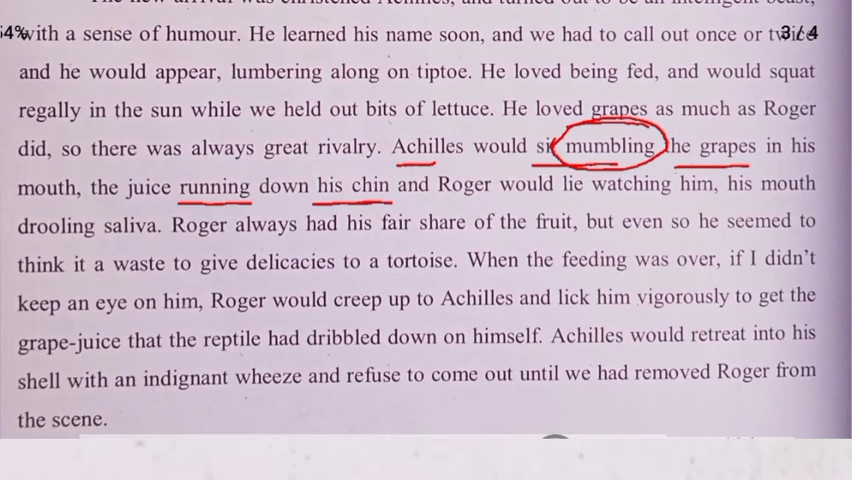 with a sense of humour. He learned his name soon, and we had to call out once or twice
and he would appear, lumbering along on tiptoe. He loved being fed, and would squat
regally in the sun while we held out bits of lettuce. He loved grapes as much as Roger
did, so there was always great rivalry. Achilles would sit mumbling the grapes in his
mouth, the juice running down his chin and Roger would lie watching him, his mouth
drooling saliva. Roger always had his fair share of the fruit, but even so he seemed to
think it a waste to give delicacies to a tortoise. When the feeding was over, if I didn't
keep an eye on him, Roger would creep up to Achilles and lick him vigorously to get the
grape-juice that the reptile had dribbled down on himself. Achilles would retreat into his
shell with an indignant wheeze and refuse to come out until we had removed Roger from
the scene.
3/4